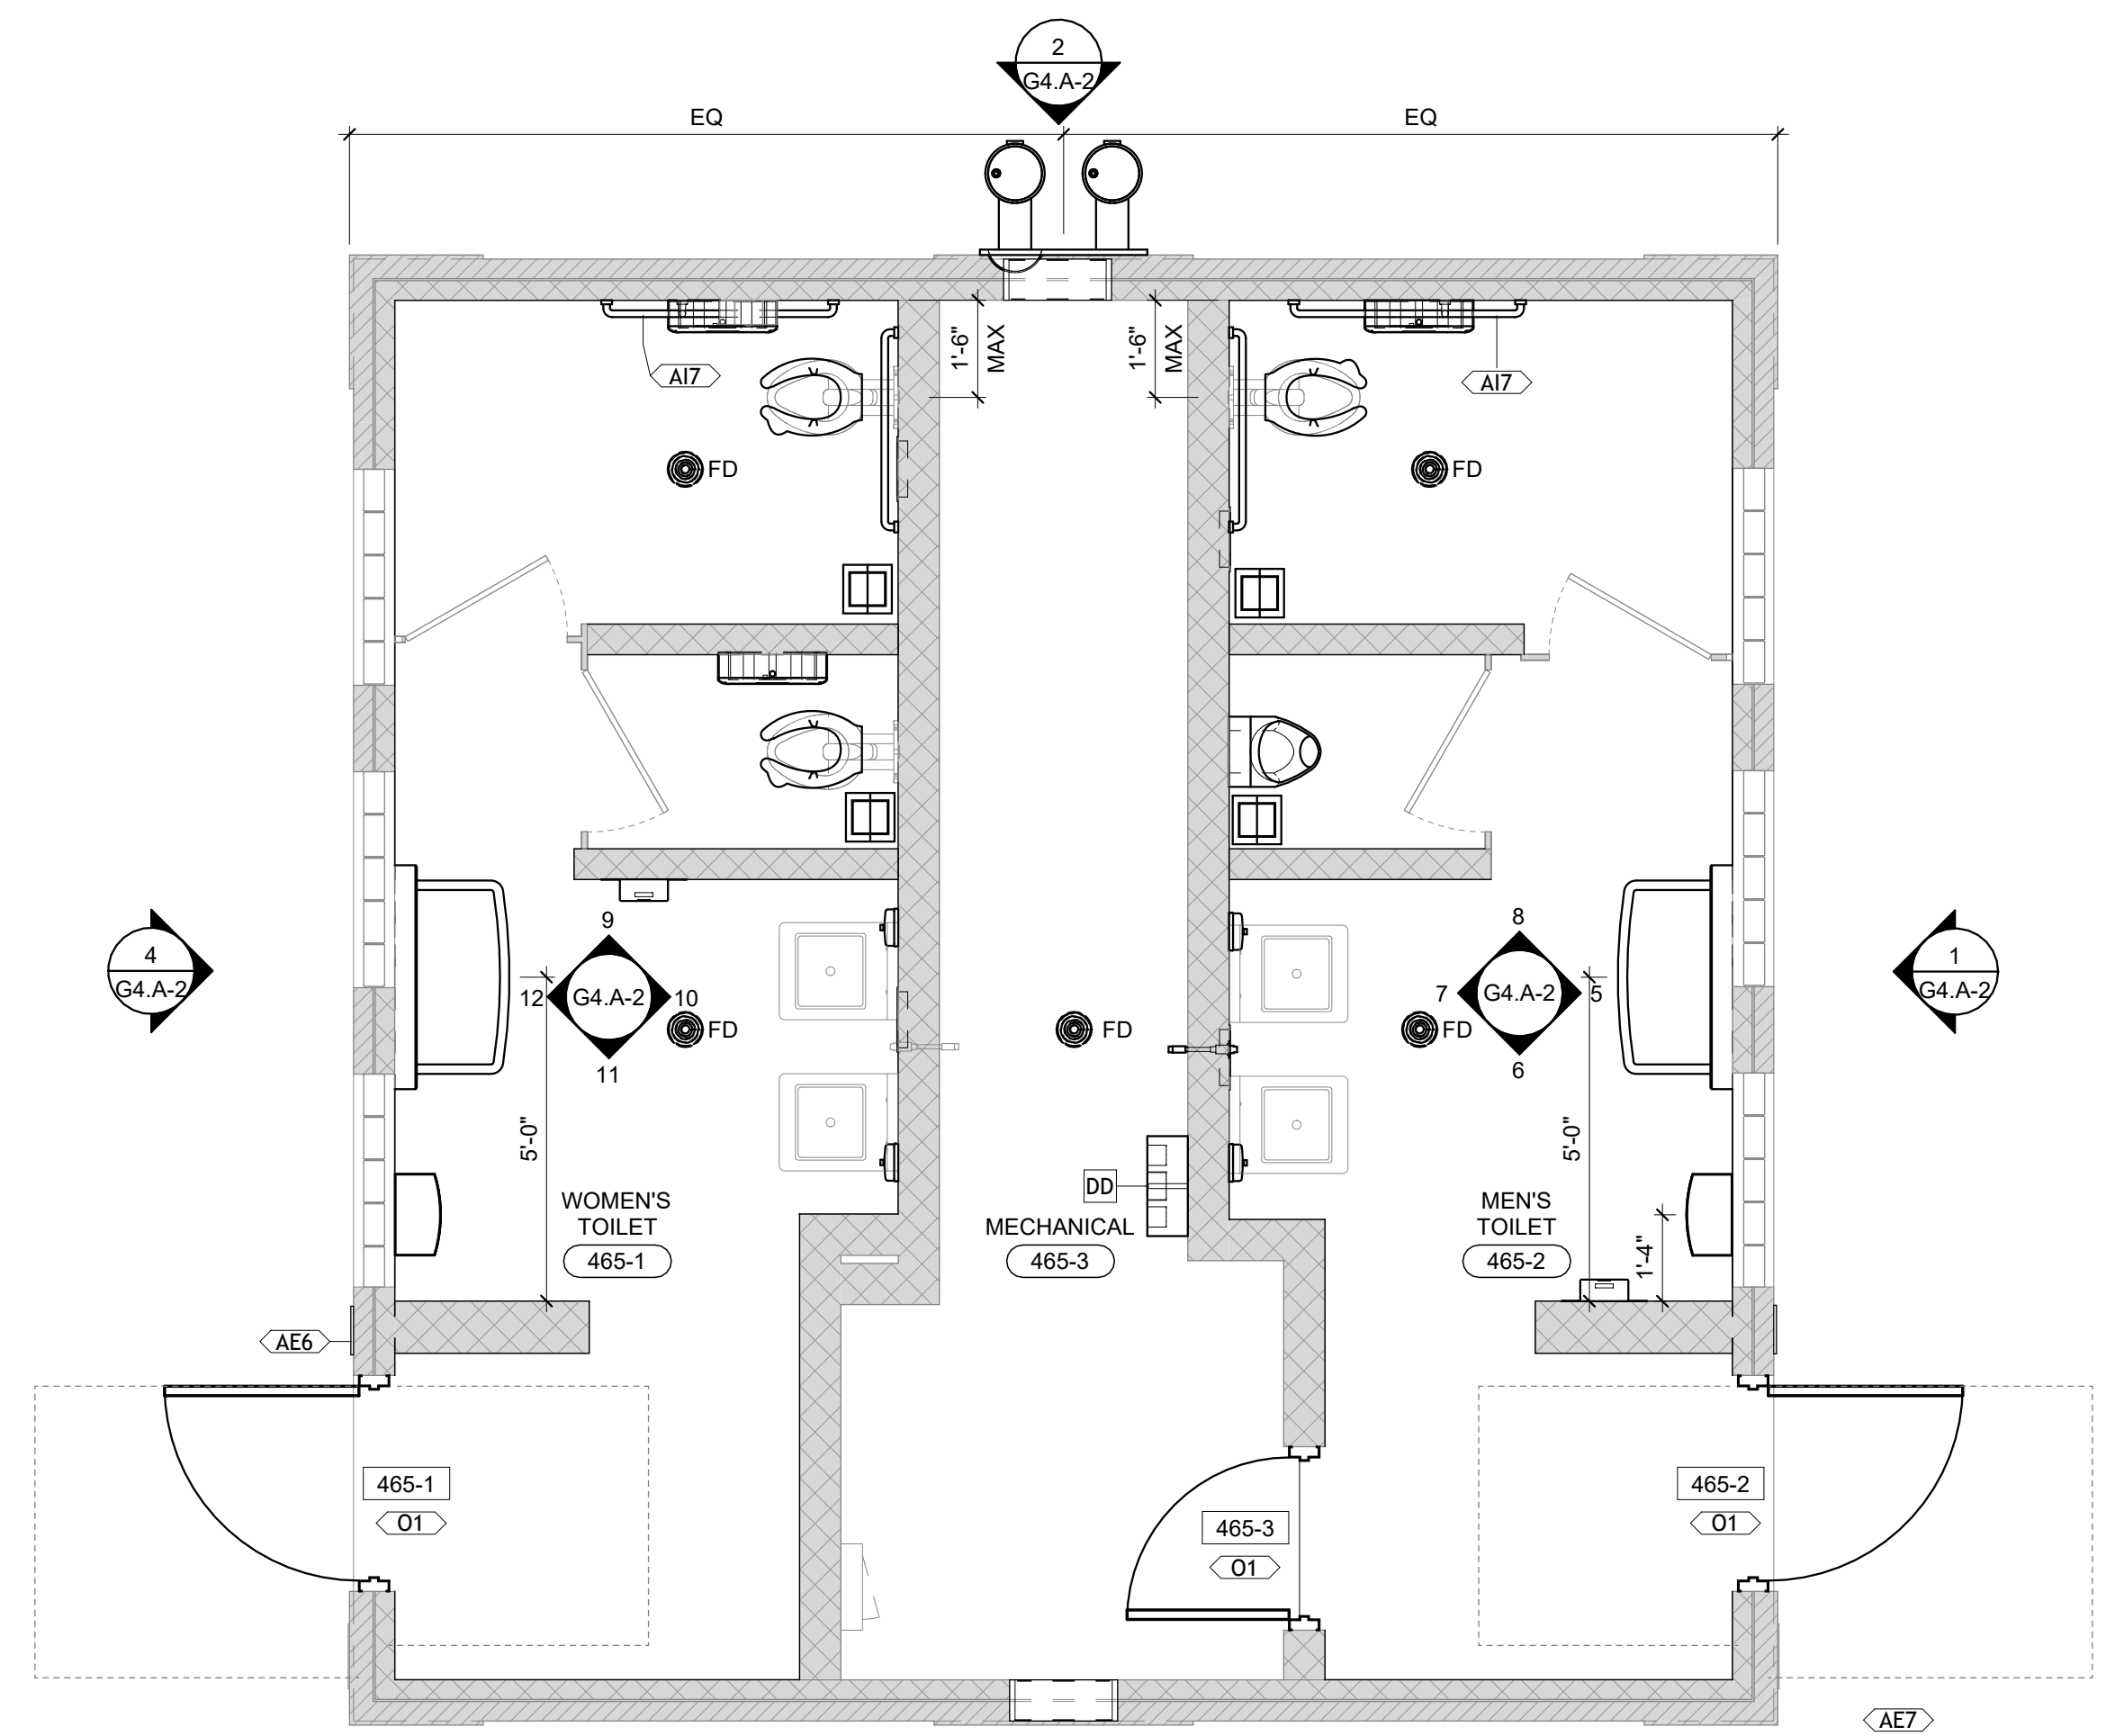 2
G4.A-2
EQ
EQ
1'-6"
MAX
1'-6"
MAX
AI7
AI7
FD
FD
9
12
G4.A-2
10
11
8
7
G4.A-2
5
6
4
G4.A-2
1
G4.A-2
FD
FD
FD
5'-0"
5'-0"
1'-4"
DD
WOMEN'S
TOILET
465-1
MECHANICAL
465-3
MEN'S
TOILET
465-2
AE6
465-1
01
465-3
01
465-2
01
AE7